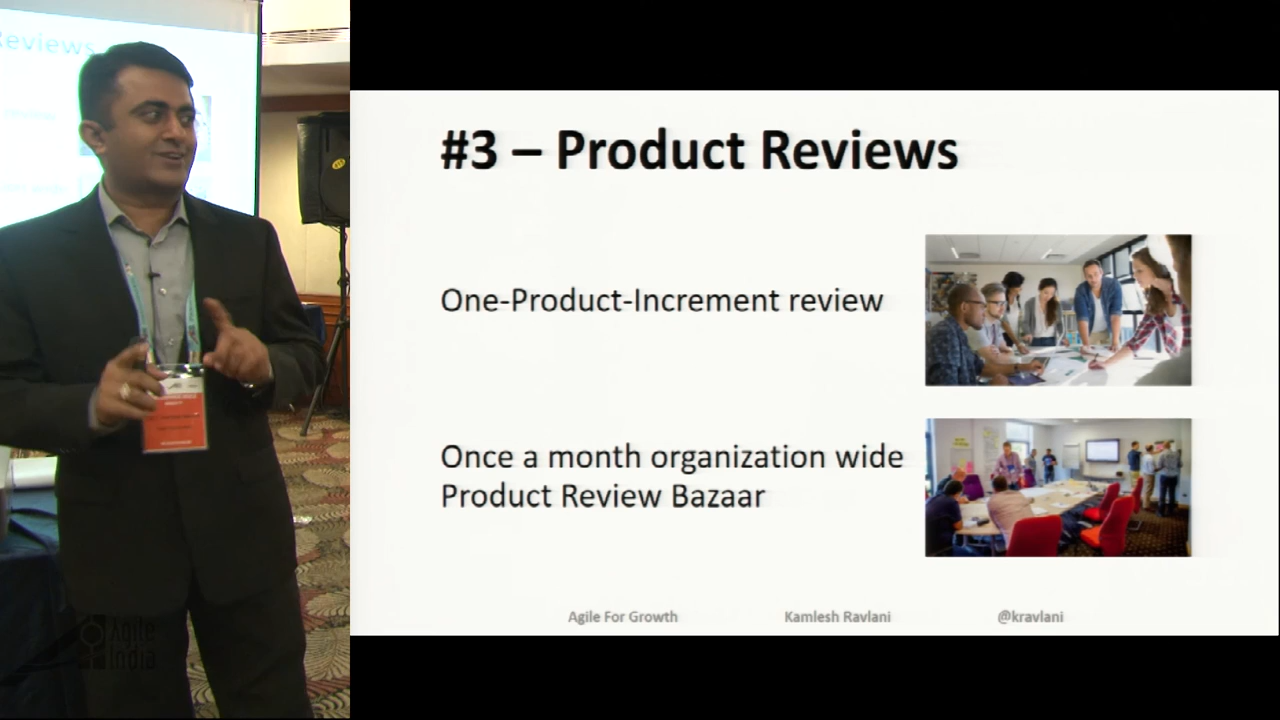 Reviews
#3 – Product Reviews
One-Product-Increment review
Once a month organization wide
Product Review Bazaar
Agile For Growth
Kamlesh Ravlani
@kravlani
Agile
India